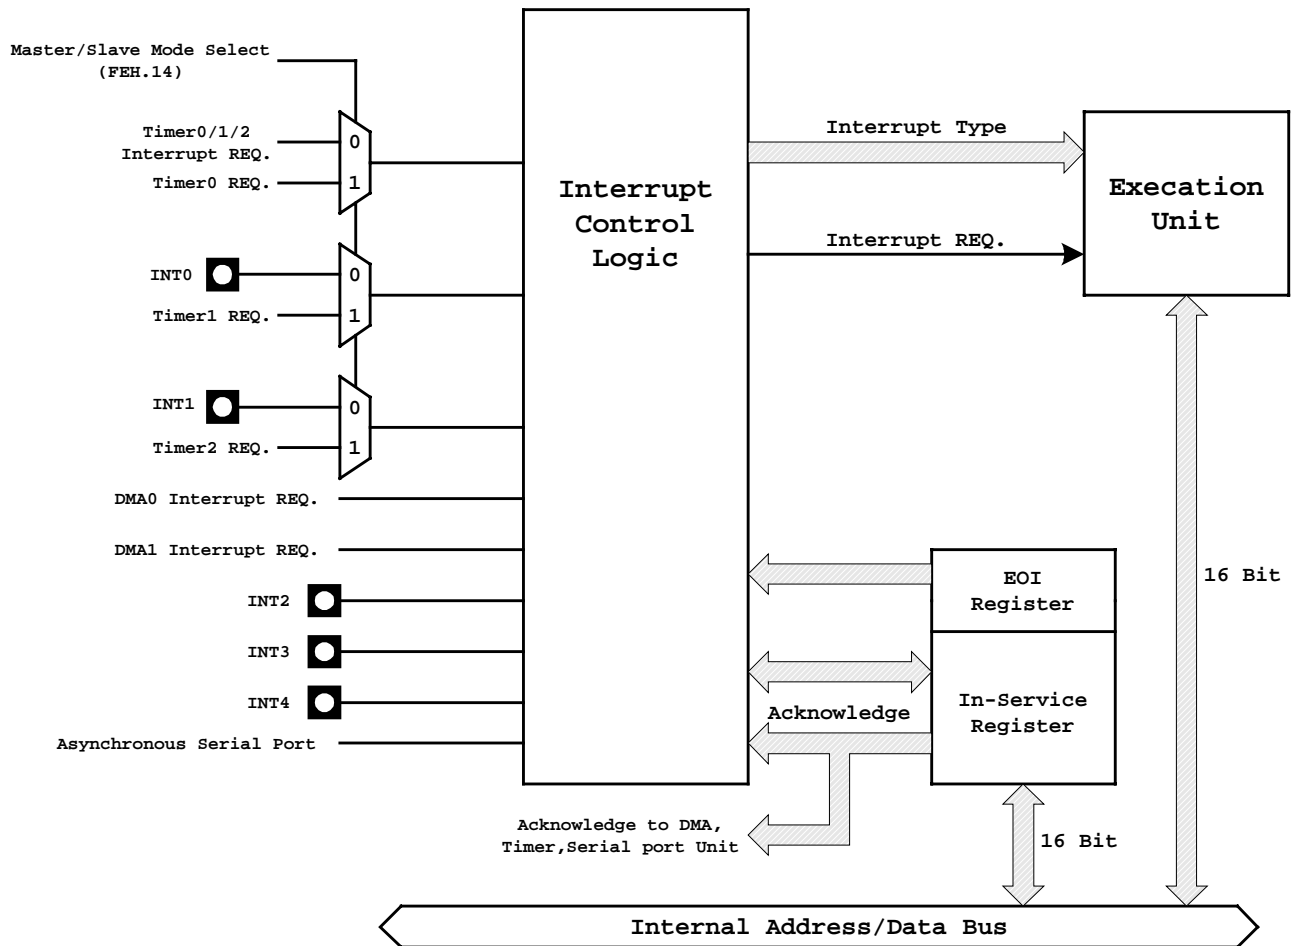 Master/Slave Mode Select
(FEH.14)
Timer0/1/2
Interrupt REQ.
0
Timer0 REQ.
1
INT0
0
Timer1 REQ.
1
INT1
0
Timer2 REQ.
1
DMA0 Interrupt REQ.
DMA1 Interrupt REQ.
INT2
INT3
INT4
Asynchronous Serial Port
Interrupt
Control
Logic
Interrupt Type
Interrupt REQ.
Execation
Unit
16 Bit
EOI
Register
In-Service
Register
Acknowledge
Acknowledge to DMA,
Timer,Serial port Unit
16 Bit
Internal Address/Data Bus